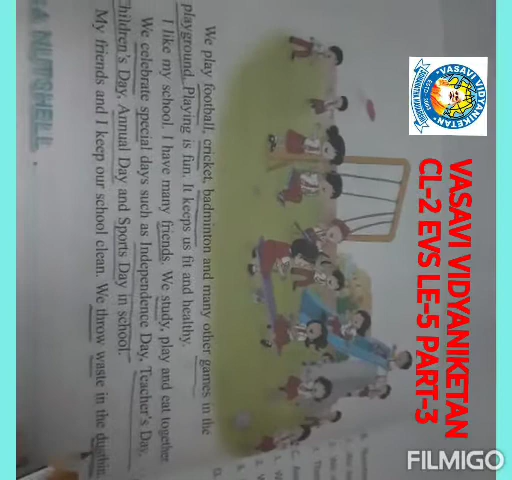 VASAVI VIDYANIKETAN
CL-2 EVS LE-5 PART-3
VASAVI VIDYANIKETAN
We play football, cricket, badminton and many other games in the
playground. Playing is fun. It keeps us fit and healthy.
I like my school. I have many friends. We study, play and eat together
We celebrate special days such as Independence Day, Teacher's Day,
Children's Day, Annual Day and Sports Day in school.
My friends and I keep our school clean. We throw waste in the dustbin.
A NUTSHELL
FILMIGO